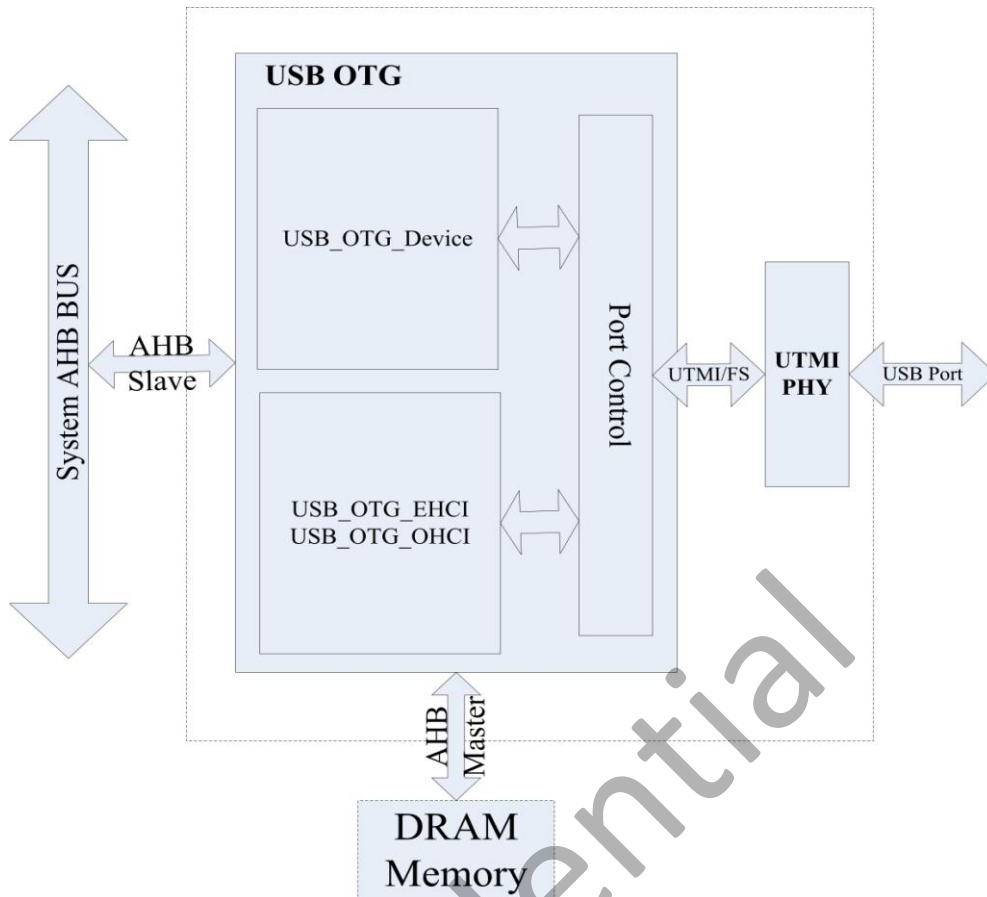 USB OTG
USB_OTG_Device
System AHB BUS
AHB
Slave
Port Control
UTMI/FS
UTMI
PHY
USB Port
USB_OTG_EHCI
USB_OTG_OHCI
AHB
Master
DRAM
Memory